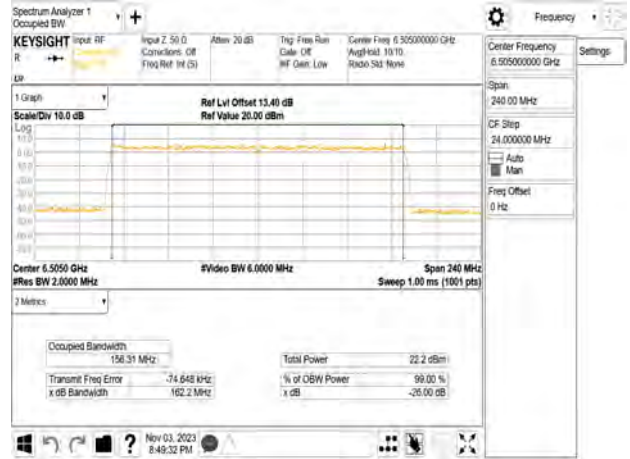 Spectrum Analyzer 1
Occupied BW
+
Frequency
KEYSIGHT
Input: RF
R
Input Z: 50 Ω
Corrections: Off
Freq Ref: Int (S)
Atten: 20 dB
Trig: Free Run
Gate: Off
#IF Gain: Low
Center Freq: 6.505000000 GHz
Avg|Hold: 10/10
Radio Std: None
Center Frequency
6.505000000 GHz
Settings
Span
240.00 MHz
CF Step
24.000000 MHz
Auto
Man
Freq Offset
0 Hz
1 Graph
Scale/Div 10.0 dB
Log
Ref Lvl Offset 13.40 dB
Ref Value 20.00 dBm
Center 6.5050 GHz
#Res BW 2.0000 MHz
#Video BW 6.0000 MHz
Span 240 MHz
Sweep 1.00 ms (1001 pts)
2 Metrics
Occupied Bandwidth
156.31 MHz
Total Power
22.2 dBm
Transmit Freq Error
-74.648 kHz
% of OBW Power
99.00 %
x dB Bandwidth
162.2 MHz
x dB
-26.00 dB
?
Nov 03, 2023
8:49:32 PM